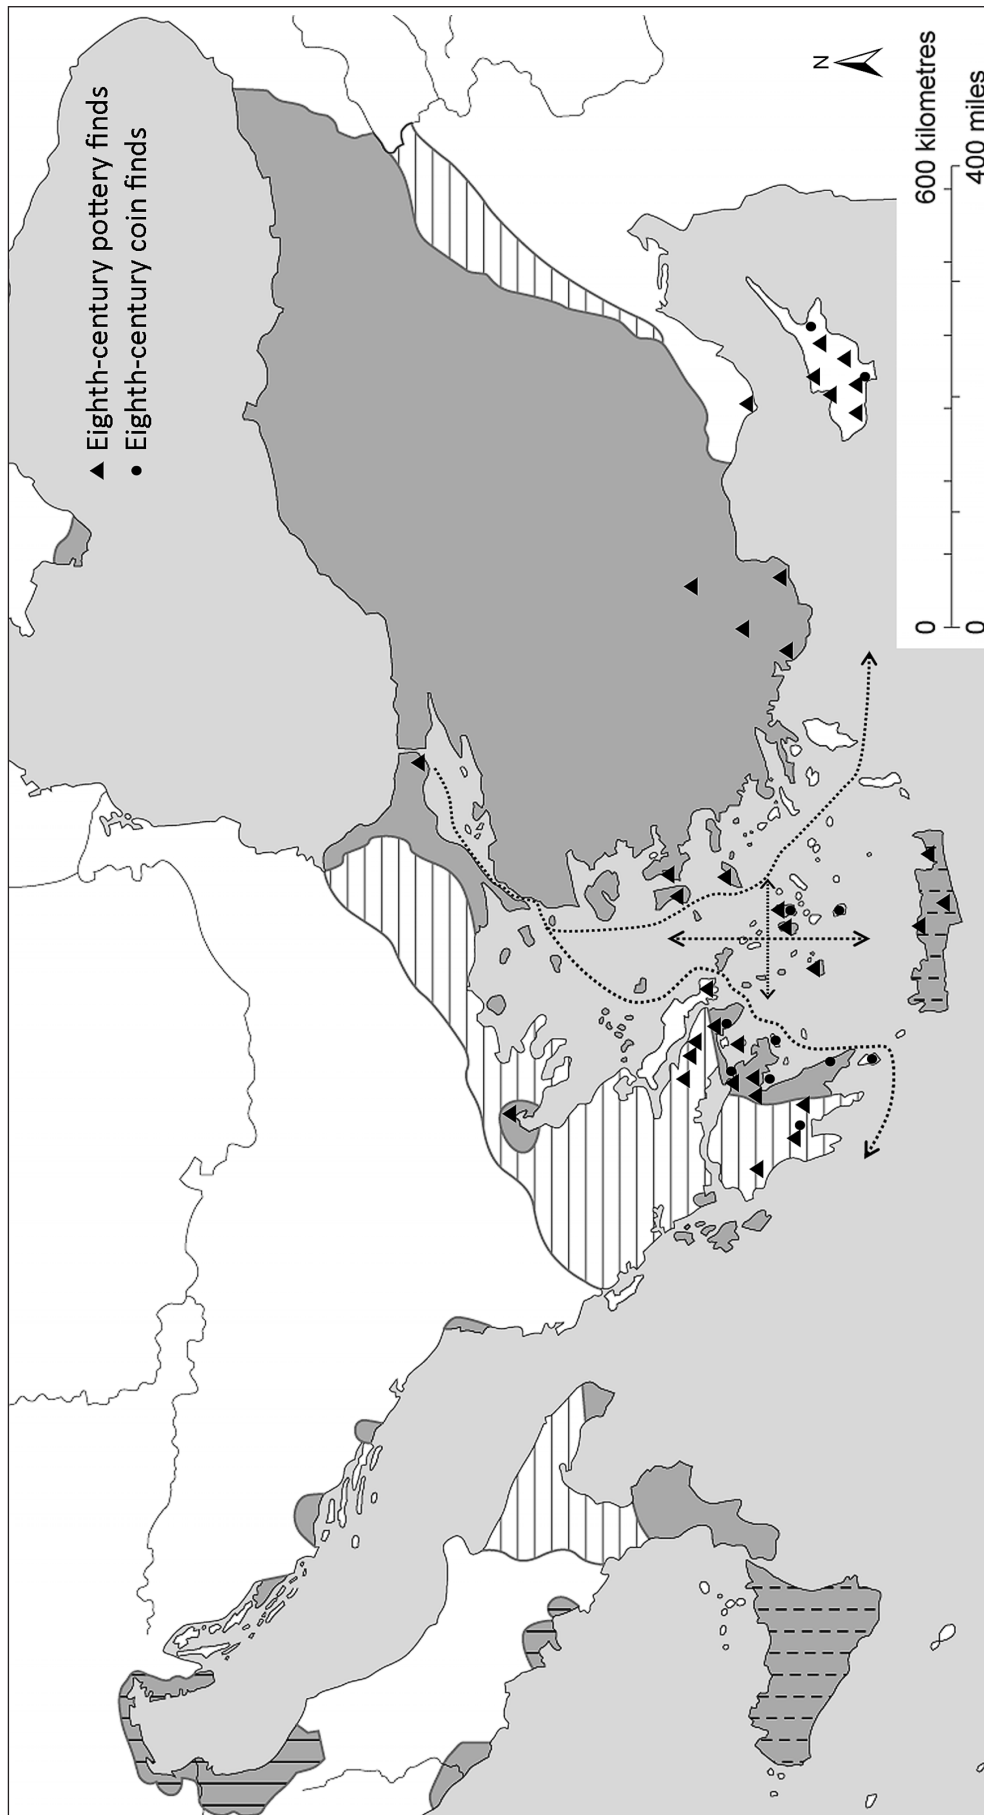 Eighth-century pottery finds
Eighth-century coin finds
N
0 600 kilometres
0 400 miles